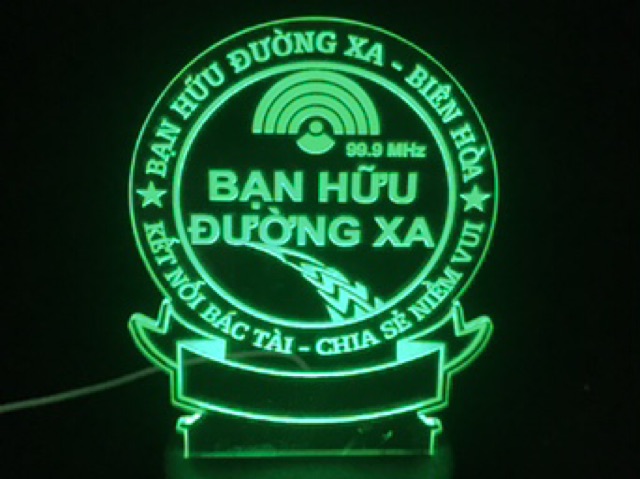 BẠN HỮU ĐƯỜNG XA - BIÊN HÒA
99.9 MHz
BẠN HỮU
ĐƯỜNG XA
KẾT NỐI BÁC TÀI - CHIA SẺ NIỀM VUI